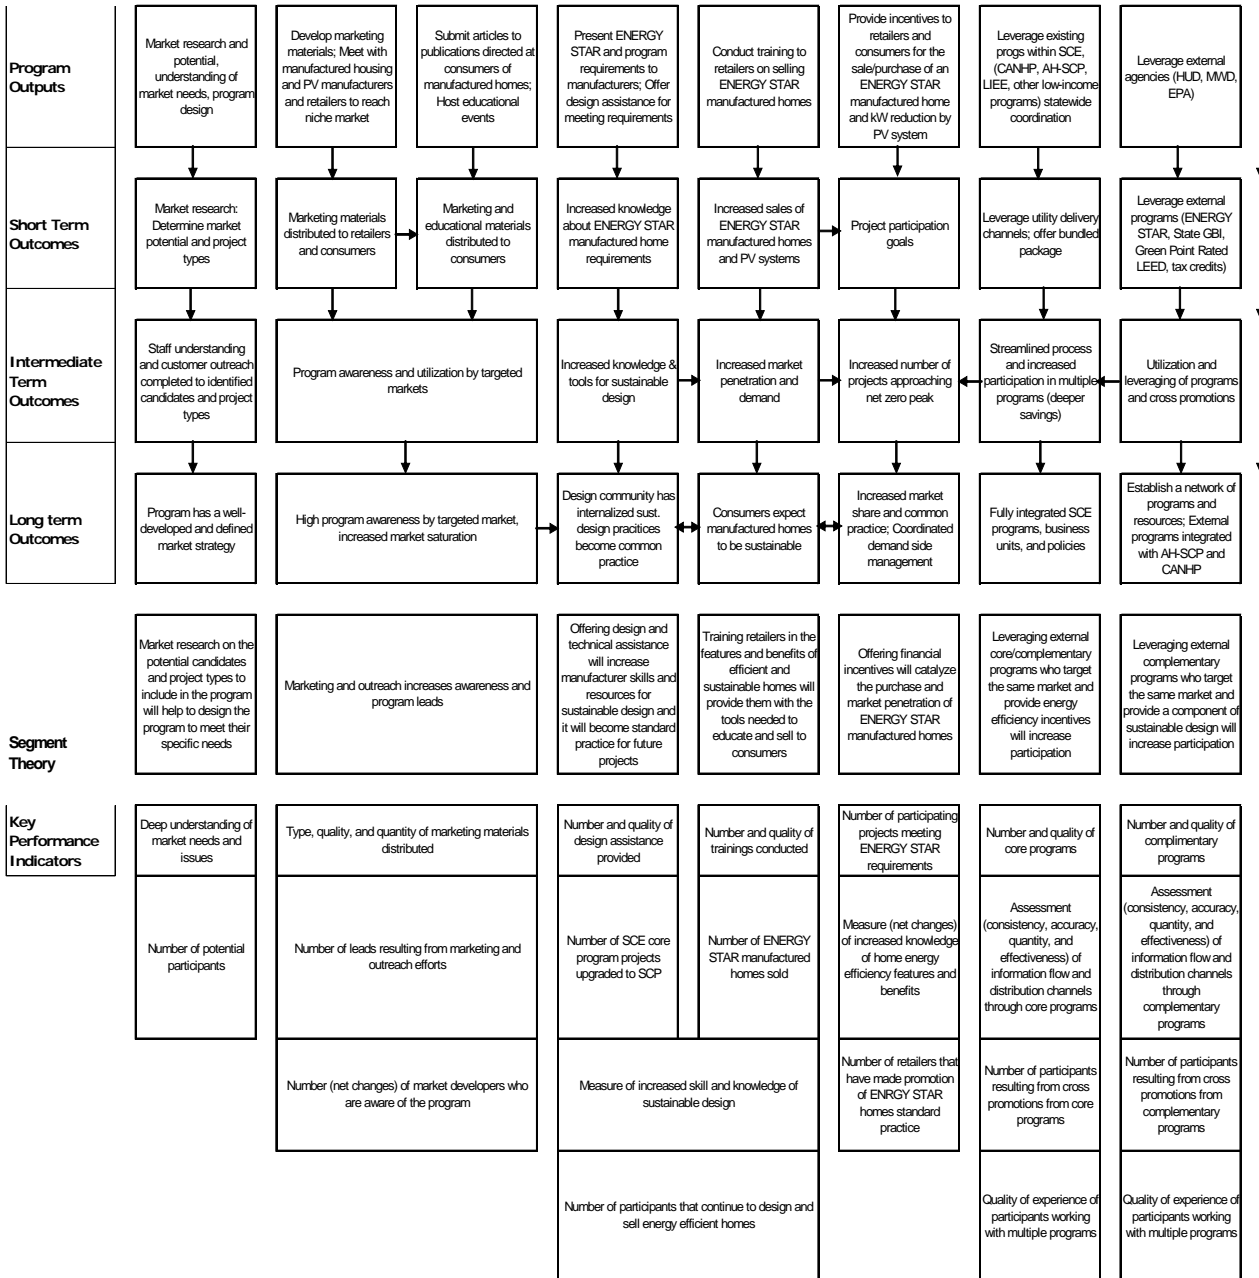 Program
Outputs
Market research and
potential,
understanding of
market needs, program
design
Develop marketing
materials; Meet with
manufactured housing
and PV manufacturers
and retailers to reach
niche market
Submit articles to
publications directed at
consumers of
manufactured homes;
Host educational
events
Present ENERGY
STAR and program
requirements to
manufacturers; Offer
design assistance for
meeting requirements
Conduct training to
retailers on selling
ENERGY STAR
manufactured homes
Provide incentives to
retailers and
consumers for the
sale/purchase of an
ENERGY STAR
manufactured home
and kW reduction by
PV system
Leverage existing
progs within SCE,
(CANHP, AH-SCP,
LIEE, other low-income
programs) statewide
coordination
Leverage external
agencies (HUD, MWD,
EPA)
Short Term
Outcomes
Market research:
Determine market
potential and project
types
Marketing materials
distributed to retailers
and consumers
Marketing and
educational materials
distributed to
consumers
Increased knowledge
about ENERGY STAR
manufactured home
requirements
Increased sales of
ENERGY STAR
manufactured homes
and PV systems
Project participation
goals
Leverage utility delivery
channels; offer bundled
package
Leverage external
programs (ENERGY
STAR, State GBI,
Green Point Rated
LEED, tax credits)
Intermediate
Term
Outcomes
Staff understanding
and customer outreach
completed to identified
candidates and project
types
Program awareness and utilization by targeted
markets
Increased knowledge &
tools for sustainable
design
Increased market
penetration and
demand
Increased number of
projects approaching
net zero peak
Streamlined process
and increased
participation in multiple
programs (deeper
savings)
Utilization and
leveraging of programs
and cross promotions
Long term
Outcomes
Program has a well-
developed and defined
market strategy
High program awareness by targeted market,
increased market saturation
Design community has
internalized sust.
design pracitices
become common
practice
Consumers expect
manufactured homes
to be sustainable
Increased market
share and common
practice; Coordinated
demand side
management
Fully integrated SCE
programs, business
units, and policies
Establish a network of
programs and
resources; External
programs integrated
with AH-SCP and
CANHP
Segment
Theory
Market research on the
potential candidates
and project types to
include in the program
will help to design the
program to meet their
specific needs
Marketing and outreach increases awareness and
program leads
Offering design and
technical assistance
will increase
manufacturer skills and
resources for
sustainable design and
it will become standard
practice for future
projects
Training retailers in the
features and benefits of
efficient and
sustainable homes will
provide them with the
tools needed to
educate and sell to
consumers
Offering financial
incentives will catalyze
the purchase and
market penetration of
ENERGY STAR
manufactured homes
Leveraging external
core/complementary
programs who target
the same market and
provide energy
efficiency incentives
will increase
participation
Leveraging external
complementary
programs who target
the same market and
provide a component of
sustainable design will
increase participation
Key
Performance
Indicators
Deep understanding of
market needs and
issues
Type, quality, and quantity of marketing materials
distributed
Number and quality of
design assistance
provided
Number and quality of
trainings conducted
Number of participating
projects meeting
ENERGY STAR
requirements
Number and quality of
core programs
Number and quality of
complimentary
programs
Number of potential
participants
Number of leads resulting from marketing and
outreach efforts
Number of SCE core
program projects
upgraded to SCP
Number of ENERGY
STAR manufactured
homes sold
Measure (net changes)
of increased knowledge
of home energy
efficiency features and
benefits
Assessment
(consistency, accuracy,
quantity, and
effectiveness) of
information flow and
distribution channels
through core programs
Assessment
(consistency, accuracy,
quantity, and
effectiveness) of
information flow and
distribution channels
through
complementary
programs
Number (net changes) of market developers who
are aware of the program
Measure of increased skill and knowledge of
sustainable design
Number of retailers that
have made promotion
of ENRGY STAR
homes standard
practice
Number of participants
resulting from cross
promotions from core
programs
Number of participants
resulting from cross
promotions from
complementary
programs
Number of participants that continue to design and
sell energy efficient homes
Quality of experience of
participants working
with multiple programs
Quality of experience of
participants working
with multiple programs